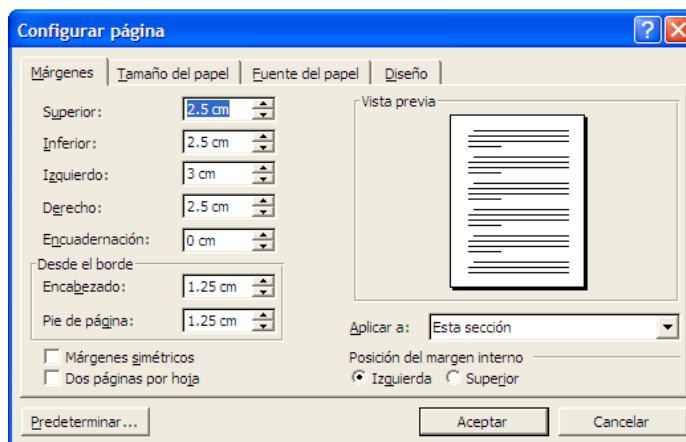 Configurar página
Márgenes Tamaño del papel Fuente del papel Diseño
Superior: 2.5 cm
Inferior: 2.5 cm
Izquierdo: 3 cm
Derecho: 2.5 cm
Encuadernación: 0 cm
Desde el borde
Encabezado: 1.25 cm
Pie de página: 1.25 cm
Márgenes simétricos
Dos páginas por hoja
Vista previa
Aplicar a: Esta sección
Posición del margen interno
Izquierda Superior
Predeterminar... Aceptar Cancelar